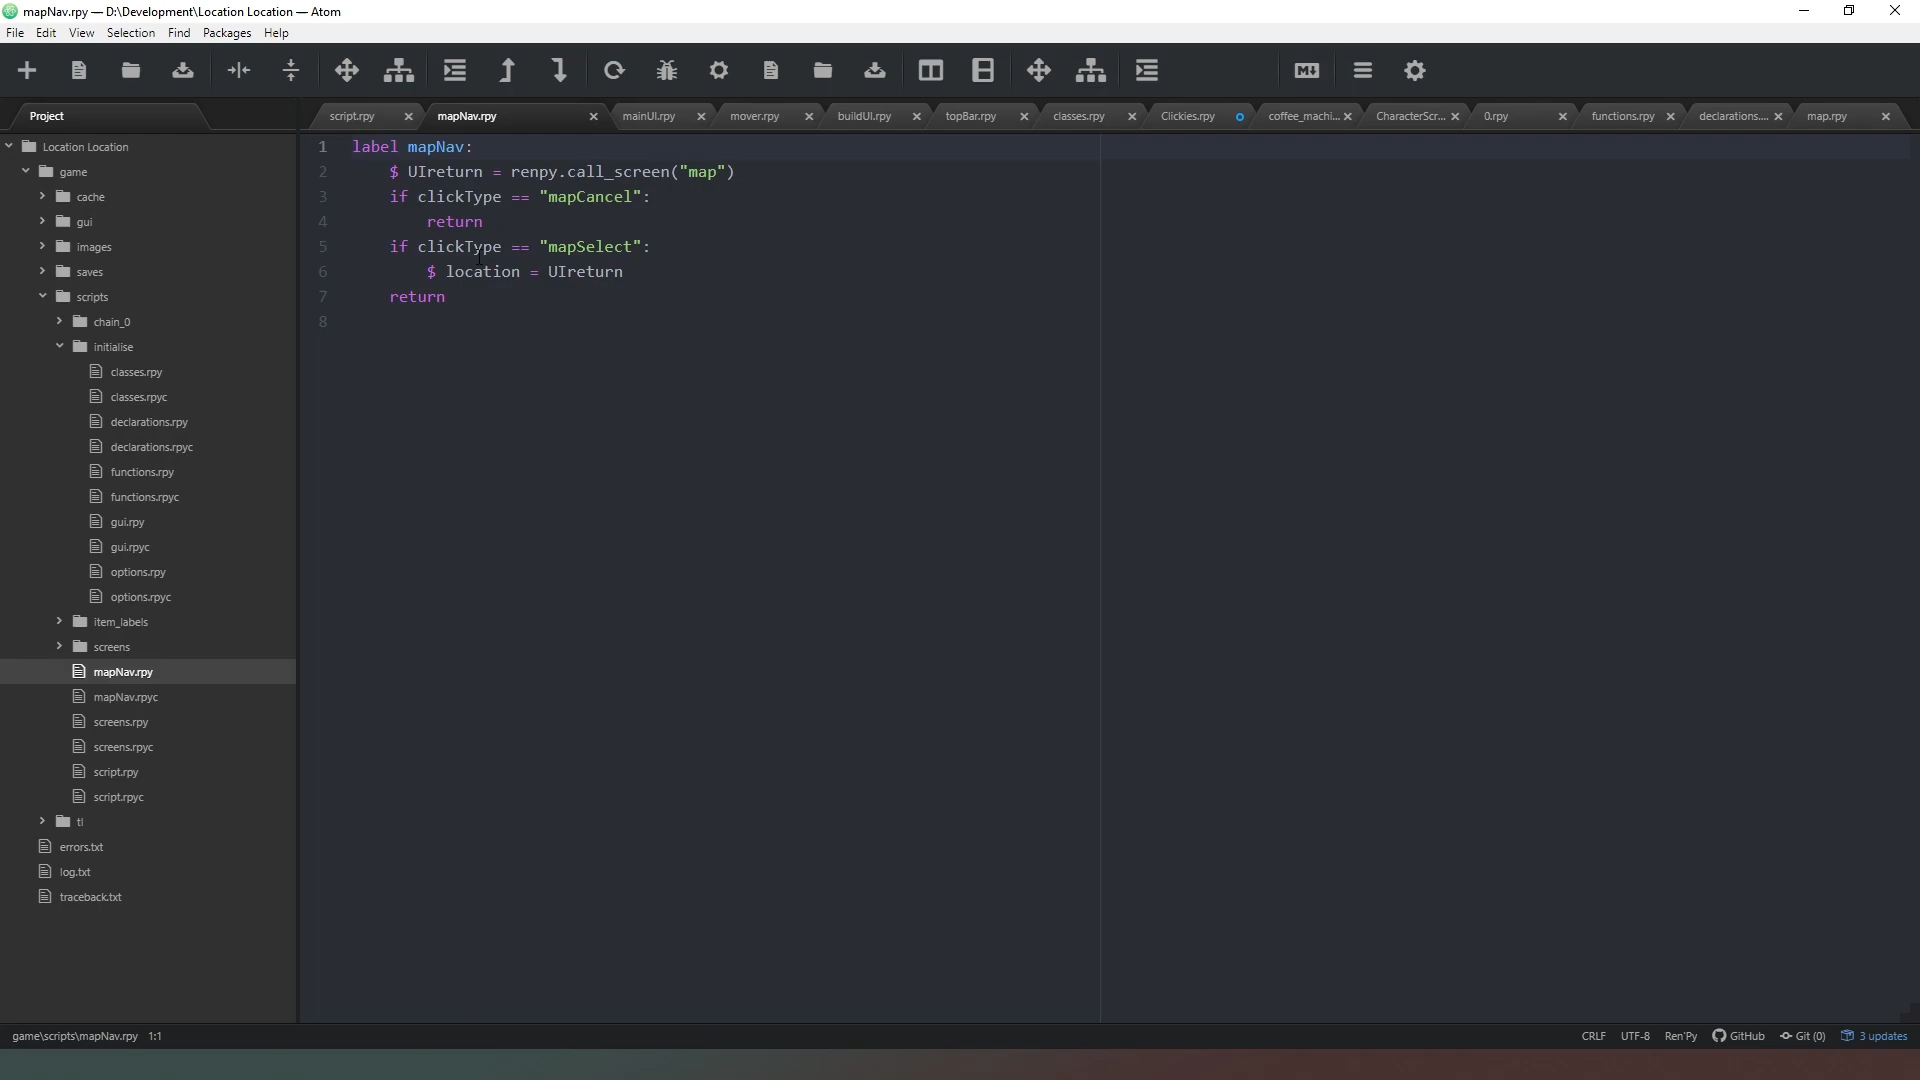 mapNav.rpy — D:\Development\Location Location — Atom
File Edit View Selection Find Packages Help
M↓
Project
script.rpy mapNav.rpy mainUI.rpy mover.rpy buildUI.rpy topBar.rpy classes.rpy Clickies.rpy coffee_machi... CharacterScr... 0.rpy functions.rpy declarations.... map.rpy
Location Location
game
cache
gui
images
saves
scripts
chain_0
initialise
classes.rpy
classes.rpyc
declarations.rpy
declarations.rpyc
functions.rpy
functions.rpyc
gui.rpy
gui.rpyc
options.rpy
options.rpyc
item_labels
screens
mapNav.rpy
mapNav.rpyc
screens.rpy
screens.rpyc
script.rpy
script.rpyc
tl
errors.txt
log.txt
traceback.txt
1 label mapNav:
2 $ UIreturn = renpy.call_screen("map")
3 if clickType == "mapCancel":
4 return
5 if clickType == "mapSelect":
6 $ location = UIreturn
7 return
8
game\scripts\mapNav.rpy 1:1
CRLF UTF-8 Ren'Py GitHub Git (0) 3 updates